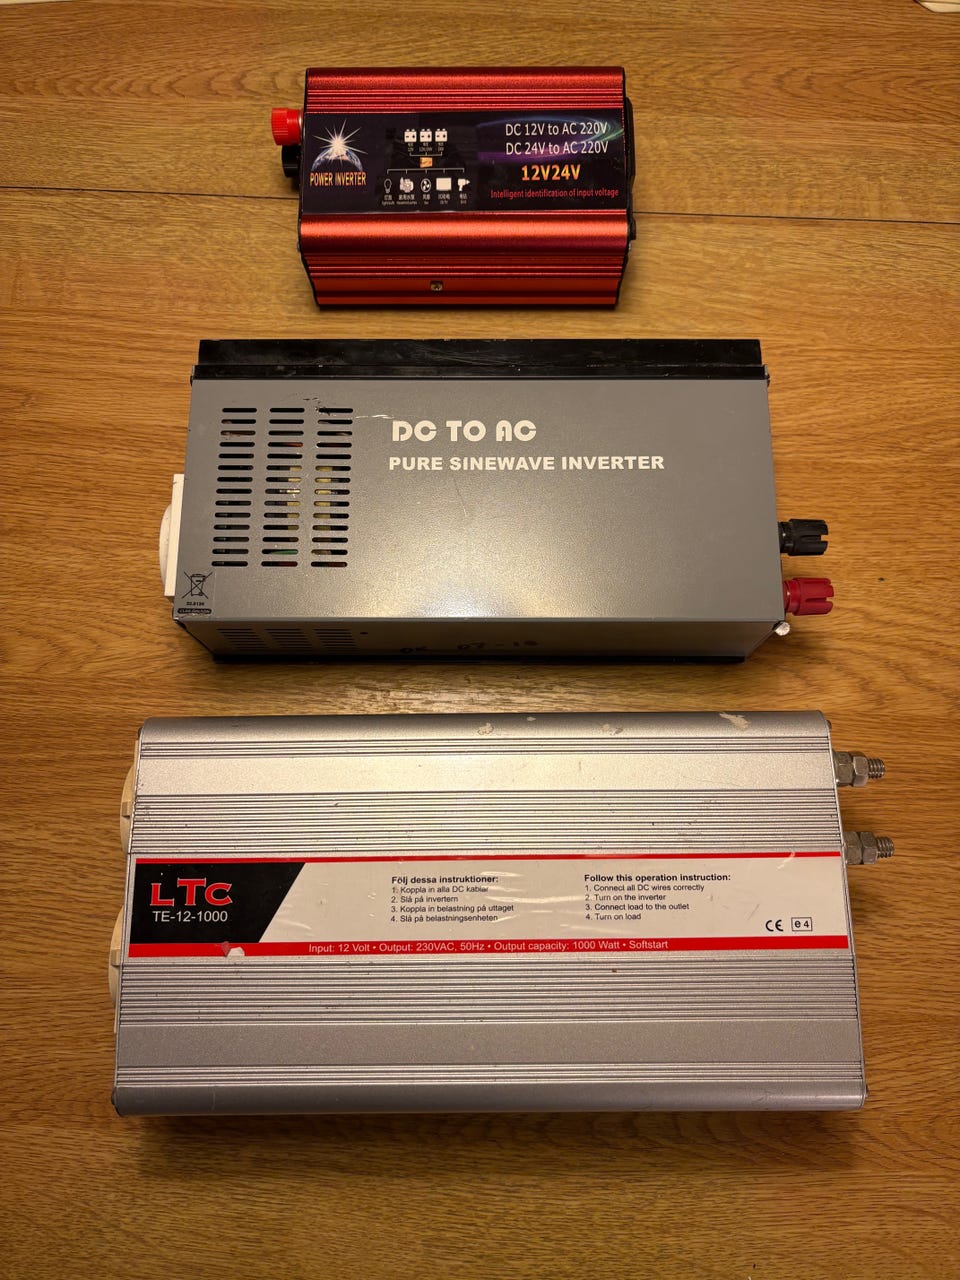 POWER INVERTER
DC 12V to AC 220V
DC 24V to AC 220V
12V24V
Intelligent identification of input voltage
DC TO AC
PURE SINEWAVE INVERTER
LTC
TE-12-1000
Följ dessa instruktioner:
1. Koppla in alla DC kablar
2. Slå på invertern
3. Koppla in belastning på uttaget
4. Slå på belastningsenheten
Follow this operation instruction:
1. Connect all DC wires correctly
2. Turn on the inverter
3. Connect load to the outlet
4. Turn on load
CE e4
Input: 12 Volt • Output: 230VAC, 50Hz • Output capacity: 1000 Watt • Softstart